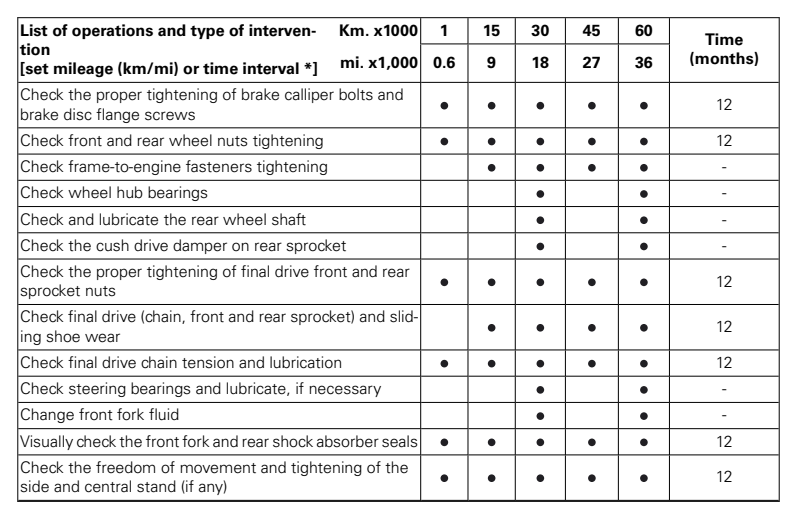 List of operations and type of interven- Km. x1000 1 15 30 45 60 Time
tion
(months)
[set mileage (km/mi) or time interval *] mi. x1,000 0.6 9 18 27 36
Check the proper tightening of brake calliper bolts and
brake disc flange screws ● ● ● ● ● 12
Check front and rear wheel nuts tightening ● ● ● ● ● 12
Check frame-to-engine fasteners tightening ● ● ● ● -
Check wheel hub bearings ● ● -
Check and lubricate the rear wheel shaft ● ● -
Check the cush drive damper on rear sprocket ● ● -
Check the proper tightening of final drive front and rear
sprocket nuts ● ● ● ● ● 12
Check final drive (chain, front and rear sprocket) and slid-
ing shoe wear ● ● ● ● 12
Check final drive chain tension and lubrication ● ● ● ● ● 12
Check steering bearings and lubricate, if necessary ● ● -
Change front fork fluid ● ● -
Visually check the front fork and rear shock absorber seals ● ● ● ● ● 12
Check the freedom of movement and tightening of the
side and central stand (if any) ● ● ● ● ● 12